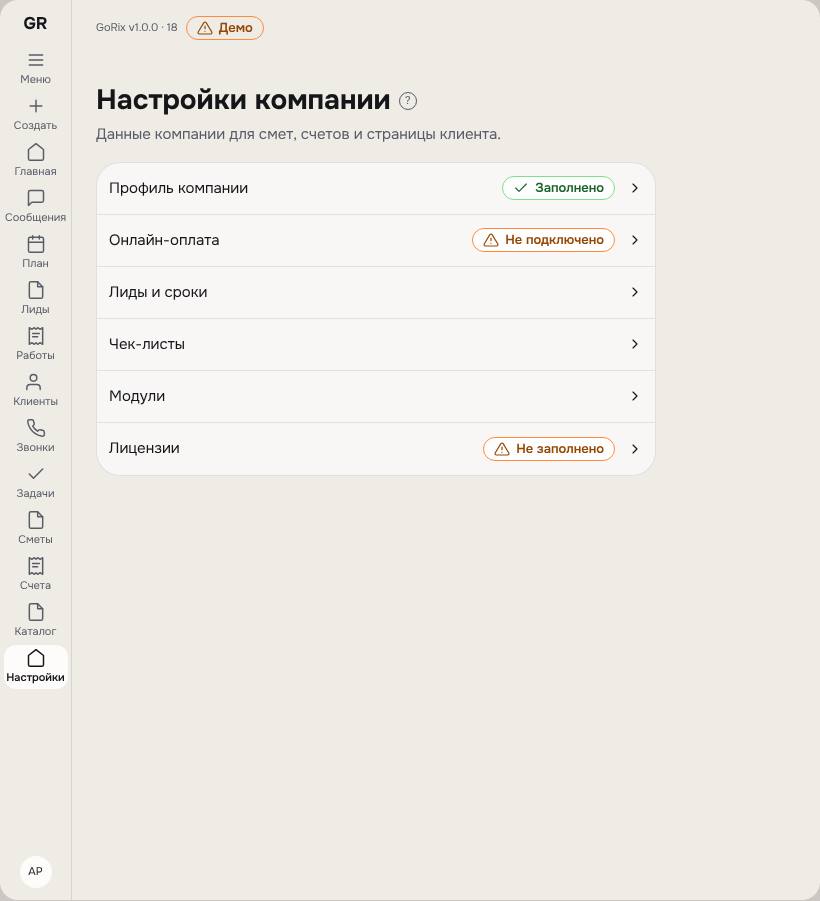 GR
Меню
Создать
Главная
Сообщения
План
Лиды
Работы
Клиенты
Звонки
Задачи
Сметы
Счета
Каталог
Настройки
AP
GoRix v1.0.0 · 18 Демо
Настройки компании ?
Данные компании для смет, счетов и страницы клиента.
Профиль компании Заполнено
Онлайн-оплата Не подключено
Лиды и сроки
Чек-листы
Модули
Лицензии Не заполнено